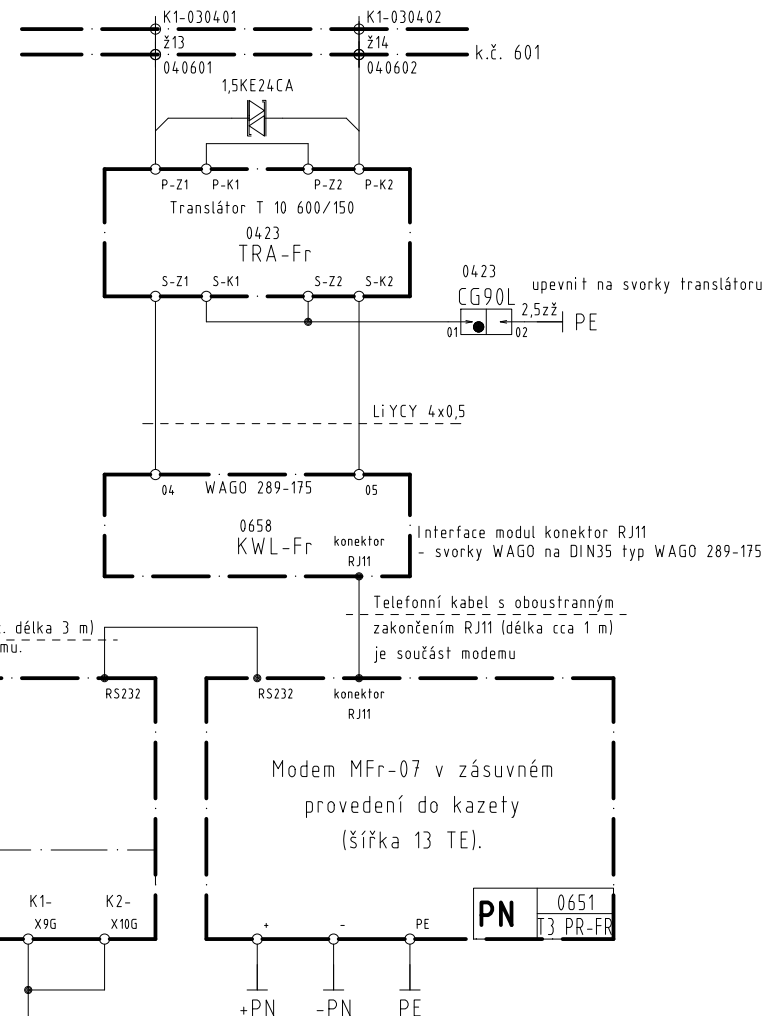 K1-030401 K1-030402
ž13 ž14
040601 040602
k.č. 601
1,5KE24CA
P-Z1 P-K1 P-Z2 P-K2
Translátor T 10 600/150
0423
TRA-Fr
S-Z1 S-K1 S-Z2 S-K2
0423
CG90L
upevnit na svorky translátoru
2,5zž
01 02
PE
LiYCY 4x0,5
04 WAGO 289-175 05
0658
KWL-Fr
konektor
RJ11
Interface modul konektor RJ11
- svorky WAGO na DIN35 typ WAGO 289-175
Telefonní kabel s oboustranným
zakončením RJ11 (délka cca 1 m)
je součást modemu
. délka 3 m)
mu.
RS232 RS232
konektor
RJ11
Modem MFr-07 v zásuvném
provedení do kazety
(šířka 13 TE).
K1- K2-
X9G X10G
+ - PE
PN
0651
T3 PR-FR
+PN -PN PE